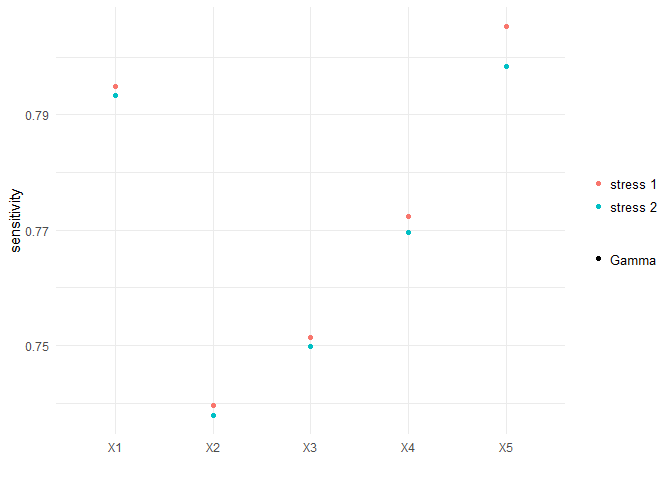 sensitivity
0.79
0.77
0.75
X1 X2 X3 X4 X5
stress 1
stress 2
Gamma